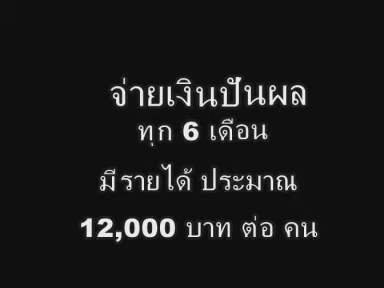 จ่ายเงินปันผล
ทุก 6 เดือน
มีรายได้ ประมาณ
12,000 บาท ต่อ คน